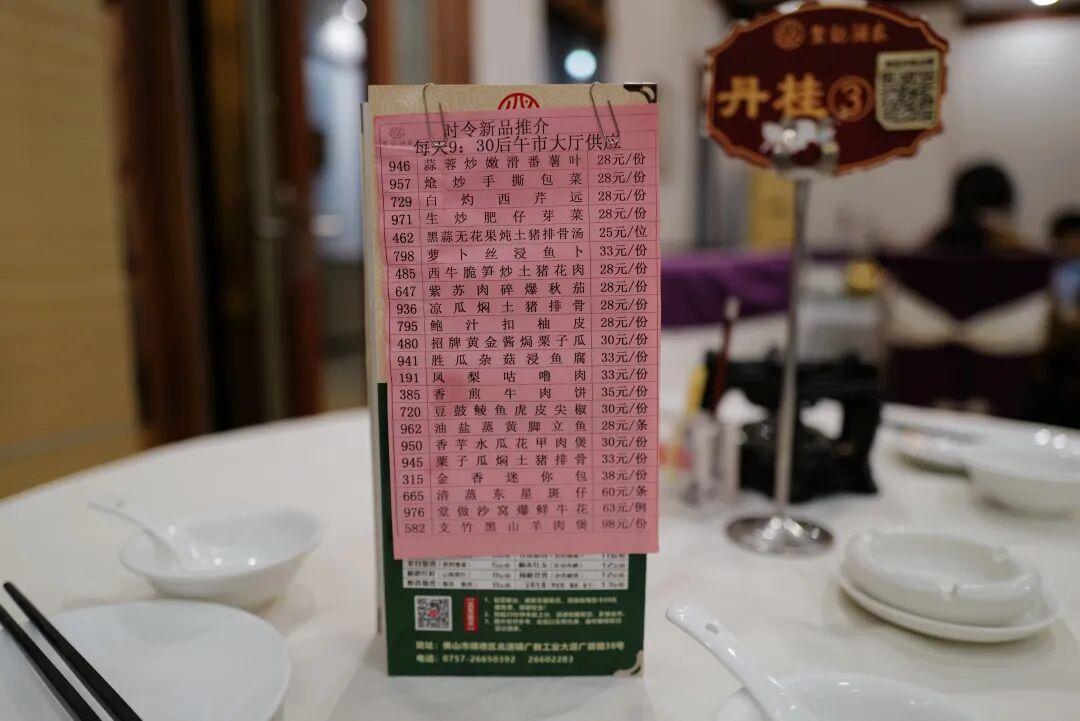 时令新品推介
每天9：30后午市大厅供应
946 蒜蓉炒嫩滑番薯叶 28元/份
957 炝炒手撕包菜 28元/份
729 白灼西芹远 28元/份
971 生炒肥仔芽菜 28元/份
462 黑蒜无花果炖土猪排骨汤 25元/位
798 萝卜丝浸鱼卜 33元/份
485 西牛脆笋炒土猪花肉 28元/份
647 紫苏肉碎爆秋茄 28元/份
936 凉瓜焖土猪排骨 28元/份
795 鲍汁扣柚皮 28元/份
480 招牌黄金酱焗栗子瓜 30元/份
941 胜瓜杂菇浸鱼腐 33元/份
191 凤梨咕噜肉 33元/份
385 香煎牛肉饼 35元/份
720 豆鼓鲮鱼虎皮尖椒 30元/份
962 油盐蒸黄脚立鱼 28元/条
950 香芋水瓜花甲肉煲 30元/份
945 栗子瓜焖土猪排骨 33元/份
315 金香迷你包 38元/份
665 清蒸东星斑仔 60元/条
976 堂做沙窝爆鲜牛花 63元/例
582 支竹黑山羊肉煲 98元/份
电话：0757-26650392 26602283
丹桂③